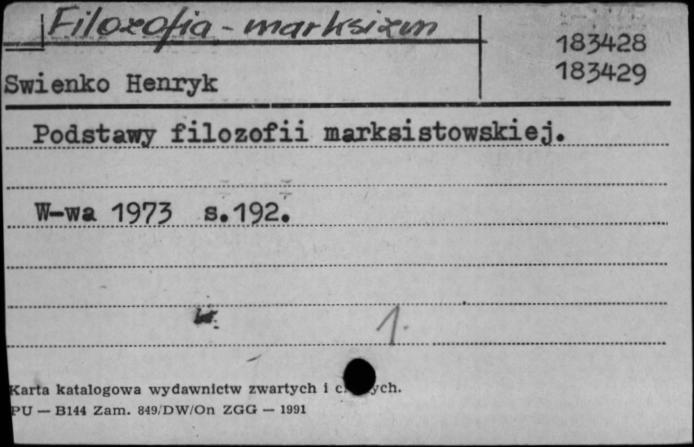 Filozofia - marksizm
183428
183429
Swienko Henryk
Podstawy filozofii marksistowskiej.
W-wa 1973 s.192.
1.
Karta katalogowa wydawnictw zwartych i
PU — B144 Zam. 849/DW/On ZGG — 1991